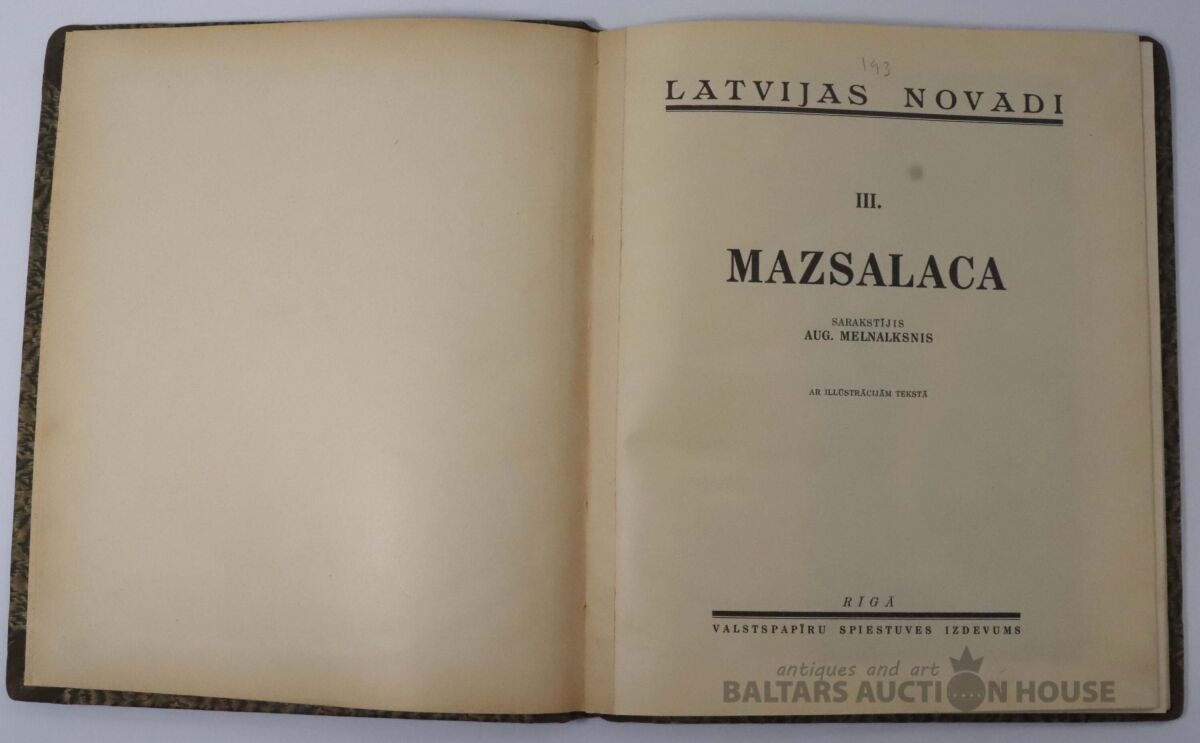 193
LATVIJAS NOVADI
III.
MAZSALACA
SARAKSTĪJIS
AUG. MELNALKSNIS
AR ILLŪSTRĀCIJĀM TEKSTĀ
RĪGĀ
VALSTSPAPĪRU SPIESTUVES IZDEVUMS
antiques and art
BALTARS AUCTION HOUSE